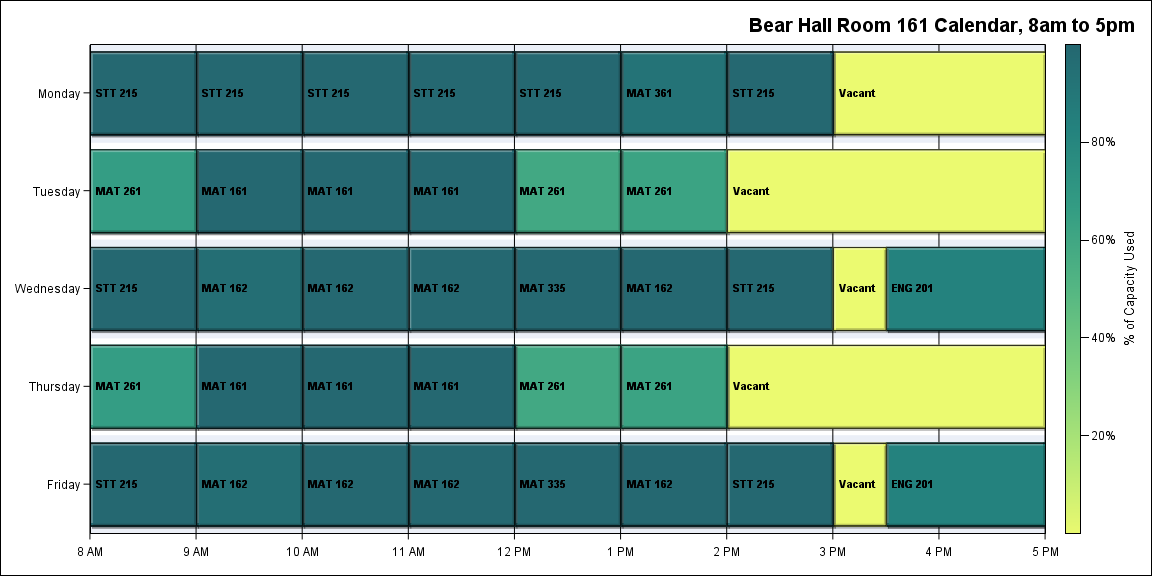 Bear Hall Room 161 Calendar, 8am to 5pm
Monday
STT 215
STT 215
STT 215
STT 215
STT 215
MAT 361
STT 215
Vacant
Tuesday
MAT 261
MAT 161
MAT 161
MAT 161
MAT 261
MAT 261
Vacant
Wednesday
STT 215
MAT 162
MAT 162
MAT 162
MAT 335
MAT 162
STT 215
Vacant
ENG 201
Thursday
MAT 261
MAT 161
MAT 161
MAT 161
MAT 261
MAT 261
Vacant
Friday
STT 215
MAT 162
MAT 162
MAT 162
MAT 335
MAT 162
STT 215
Vacant
ENG 201
8 AM
9 AM
10 AM
11 AM
12 PM
1 PM
2 PM
3 PM
4 PM
5 PM
80%
60%
40%
20%
% of Capacity Used